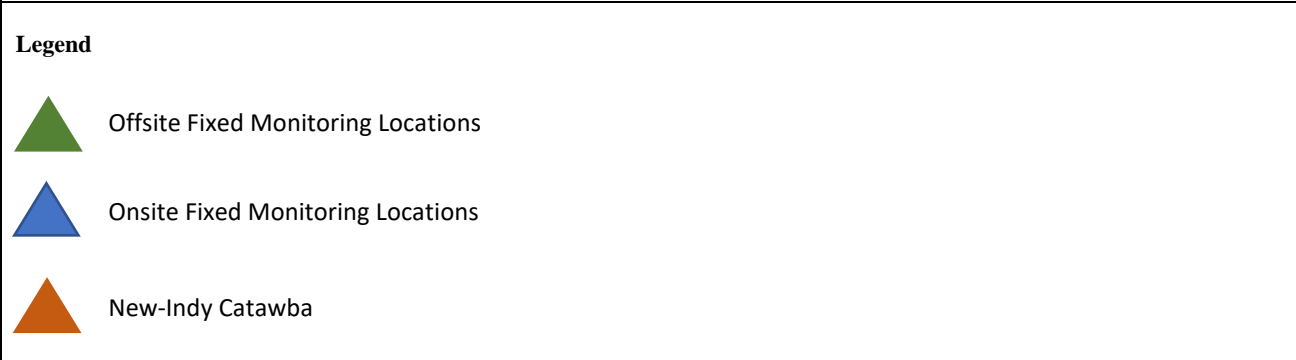 Legend
Offsite Fixed Monitoring Locations
Onsite Fixed Monitoring Locations
New-Indy Catawba